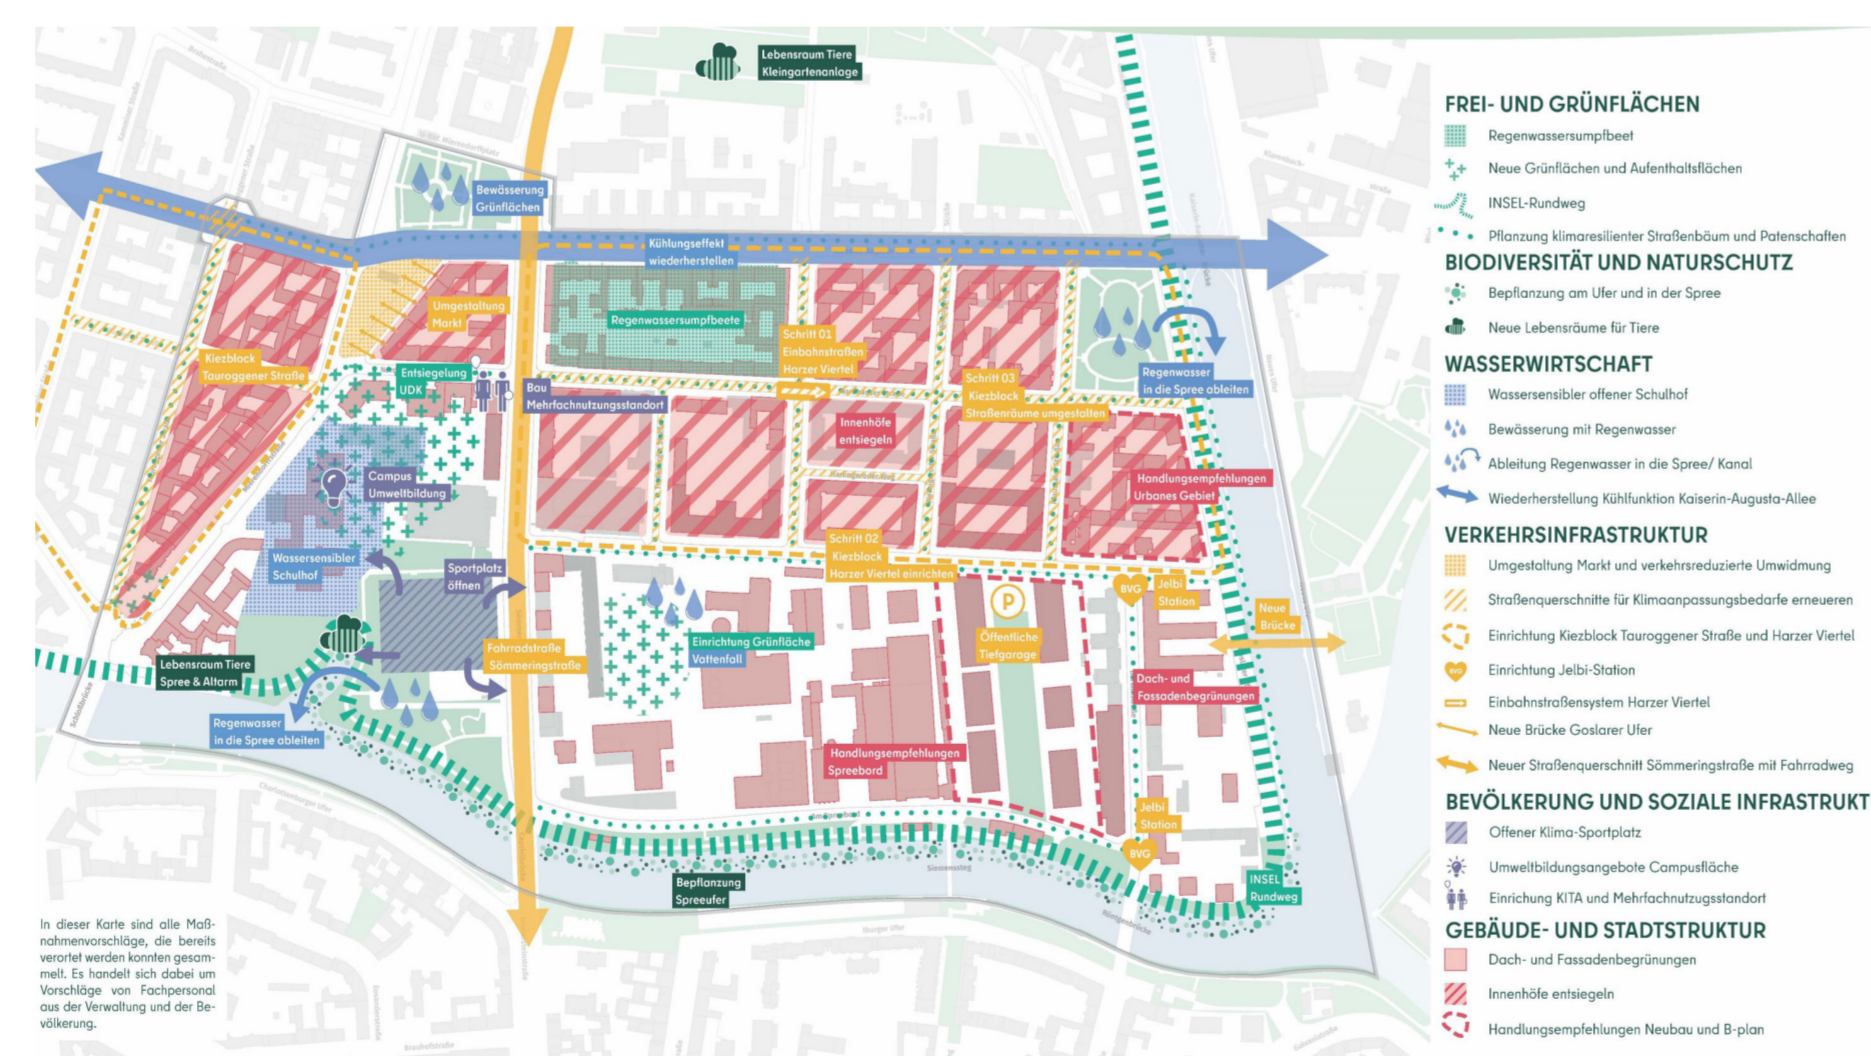 Lebensraum Tiere
Kleingartenanlage
Bewässerung
Grünflächen
Kühlungseffekt
wiederherstellen
Umgestaltung
Markt
Regenwassersumpfbeete
Schritt 01
Einbahnstraßen
Harzer Viertel
Kiezblock
Tauroggener Straße
Entsiegelung
UDK
Bau
Mehrfachnutzungsstandort
Schritt 03
Kiezblock
Straßenräume umgestalten
Regenwasser
in die Spree ableiten
Innenhöfe
entsiegeln
Campus
Umweltbildung
Handlungsempfehlungen
Urbanes Gebiet
Wassersensibler
Schulhof
Sportplatz
öffnen
Schritt 02
Kiezblock
Harzer Viertel einrichten
BVG
Jelbi
Station
Neue
Brücke
P
Öffentliche
Tiefgarage
Einrichtung Grünfläche
Vattenfall
Fahrradstraße
Sömmeringstraße
Lebensraum Tiere
Spree & Altarm
Schloßbrücke
Dach- und
Fassadenbegrünungen
Regenwasser
in die Spree ableiten
Handlungsempfehlungen
Spreebord
Charlottenburger Ufer
Am Spreebord
Jelbi
Station
BVG
Siemenssteg
Bepflanzung
Spreeufer
INSEL
Rundweg
Röntgenbrücke
Iburger Ufer
Brauhofstraße
In dieser Karte sind alle Maß-
nahmenvorschläge, die bereits
verortet werden konnten gesam-
melt. Es handelt sich dabei um
Vorschläge von Fachpersonal
aus der Verwaltung und der Be-
völkerung.
FREI- UND GRÜNFLÄCHEN
Regenwassersumpfbeet
Neue Grünflächen und Aufenthaltsflächen
INSEL-Rundweg
Pflanzung klimaresilienter Straßenbäum und Patenschaften
BIODIVERSITÄT UND NATURSCHUTZ
Bepflanzung am Ufer und in der Spree
Neue Lebensräume für Tiere
WASSERWIRTSCHAFT
Wassersensibler offener Schulhof
Bewässerung mit Regenwasser
Ableitung Regenwasser in die Spree/ Kanal
Wiederherstellung Kühlfunktion Kaiserin-Augusta-Allee
VERKEHRSINFRASTRUKTUR
Umgestaltung Markt und verkehrsreduzierte Umwidmung
Straßenquerschnitte für Klimaanpassungsbedarfe erneueren
Einrichtung Kiezblock Tauroggener Straße und Harzer Viertel
Einrichtung Jelbi-Station
Einbahnstraßensystem Harzer Viertel
Neue Brücke Goslarer Ufer
Neuer Straßenquerschnitt Sömmeringstraße mit Fahrradweg
BEVÖLKERUNG UND SOZIALE INFRASTRUKT
Offener Klima-Sportplatz
Umweltbildungsangebote Campusfläche
Einrichung KITA und Mehrfachnutzugsstandort
GEBÄUDE- UND STADTSTRUKTUR
Dach- und Fassadenbegrünungen
Innenhöfe entsiegeln
Handlungsempfehlungen Neubau und B-plan